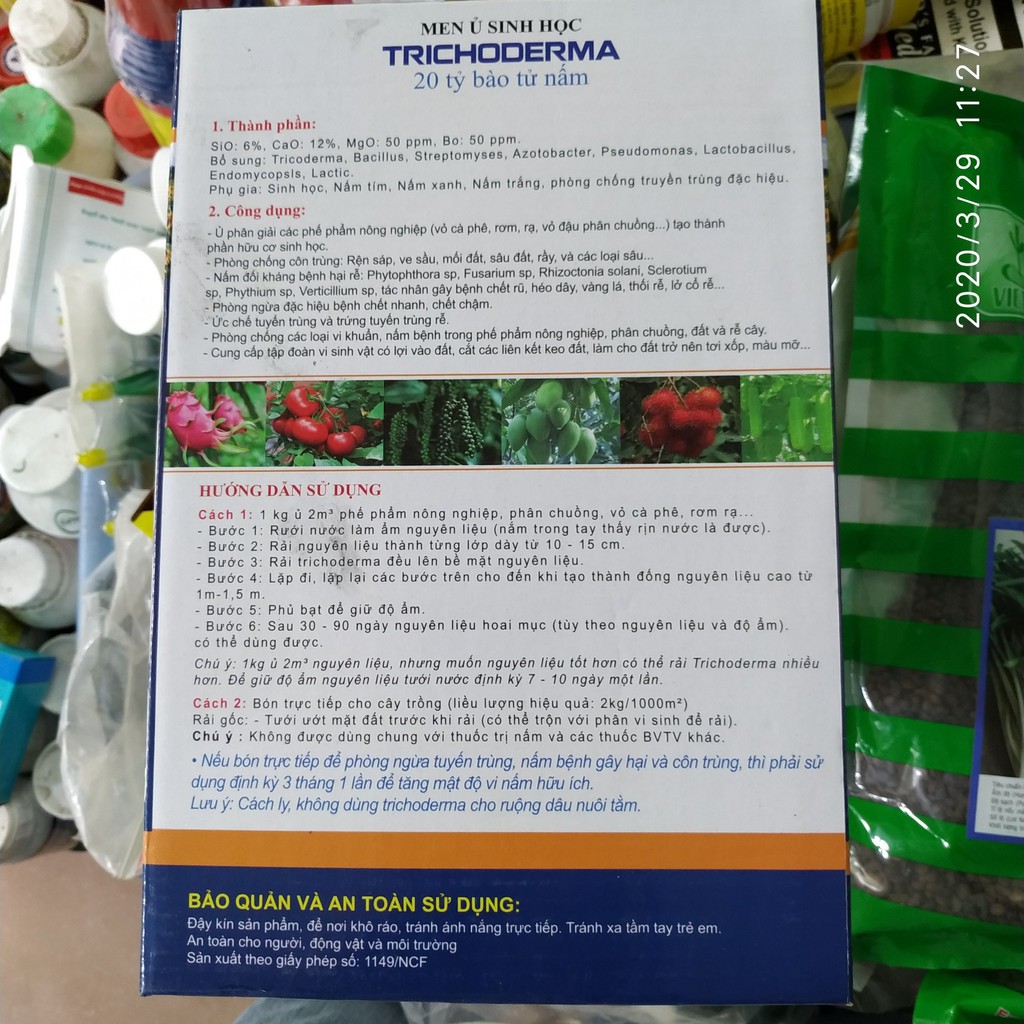 MEN Ủ SINH HỌC
TRICHODERMA
20 tỷ bào tử nấm
1. Thành phần:
SiO: 6%, CaO: 12%, MgO: 50 ppm, Bo: 50 ppm.
Bổ sung: Tricoderma, Bacillus, Streptomyses, Azotobacter, Pseudomonas, Lactobacillus,
Endomycopsls, Lactic.
Phụ gia: Sinh học, Nấm tím, Nấm xanh, Nấm trắng, phòng chống truyền trùng đặc hiệu.
2. Công dụng:
- Ủ phân giải các phế phẩm nông nghiệp (vỏ cà phê, rơm, rạ, vỏ đậu phân chuồng...) tạo thành
phần hữu cơ sinh học.
- Phòng chống côn trùng: Rện sáp, ve sầu, mối đất, sâu đất, rầy, và các loại sâu...
- Nấm đối kháng bệnh hại rễ: Phytophthora sp, Fusarium sp, Rhizoctonia solani, Sclerotium
sp, Phythium sp, Verticillium sp, tác nhân gây bệnh chết rũ, héo dây, vàng lá, thối rễ, lở cổ rễ...
- Phòng ngừa đặc hiệu bệnh chết nhanh, chết chậm.
- Ức chế tuyến trùng và trứng tuyến trùng rễ.
- Phòng chống các loại vi khuẩn, nấm bệnh trong phế phẩm nông nghiệp, phân chuồng, đất và rễ cây.
- Cung cấp tập đoàn vi sinh vật có lợi vào đất, cắt các liên kết keo đất, làm cho đất trở nên tơi xốp, màu mỡ...
HƯỚNG DẪN SỬ DỤNG
Cách 1: 1 kg ủ 2m³ phế phẩm nông nghiệp, phân chuồng, vỏ cà phê, rơm rạ...
- Bước 1: Rưới nước làm ẩm nguyên liệu (nắm trong tay thấy rịn nước là được).
- Bước 2: Rải nguyên liệu thành từng lớp dày từ 10 - 15 cm.
- Bước 3: Rải trichoderma đều lên bề mặt nguyên liệu.
- Bước 4: Lặp đi, lặp lại các bước trên cho đến khi tạo thành đống nguyên liệu cao từ
1m-1,5 m.
- Bước 5: Phủ bạt để giữ độ ẩm.
- Bước 6: Sau 30 - 90 ngày nguyên liệu hoai mục (tùy theo nguyên liệu và độ ẩm).
có thể dùng được.
Chú ý: 1kg ủ 2m³ nguyên liệu, nhưng muốn nguyên liệu tốt hơn có thể rải Trichoderma nhiều
hơn. Để giữ độ ẩm nguyên liệu tưới nước định kỳ 7 - 10 ngày một lần.
Cách 2: Bón trực tiếp cho cây trồng (liều lượng hiệu quả: 2kg/1000m²)
Rải gốc: - Tưới ướt mặt đất trước khi rải (có thể trộn với phân vi sinh để rải).
Chú ý : Không được dùng chung với thuốc trị nấm và các thuốc BVTV khác.
• Nếu bón trực tiếp để phòng ngừa tuyến trùng, nấm bệnh gây hại và côn trùng, thì phải sử
dụng định kỳ 3 tháng 1 lần để tăng mật độ vi nấm hữu ích.
Lưu ý: Cách ly, không dùng trichoderma cho ruộng dâu nuôi tằm.
BẢO QUẢN VÀ AN TOÀN SỬ DỤNG:
Đậy kín sản phẩm, để nơi khô ráo, tránh ánh nắng trực tiếp. Tránh xa tầm tay trẻ em.
An toàn cho người, động vật và môi trường
Sản xuất theo giấy phép số: 1149/NCF
2020/3/29 11:27